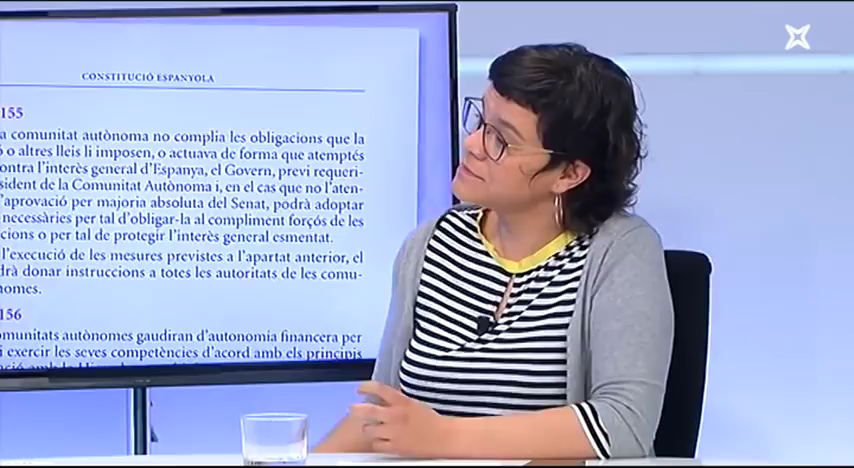 CONSTITUCIÓ ESPANYOLA
155
a comunitat autònoma no complia les obligacions que la
o altres lleis li imposen, o actuava de forma que atemptés
ontra l'interès general d'Espanya, el Govern, previ requeri-
sident de la Comunitat Autònoma i, en el cas que no l'aten-
'aprovació per majoria absoluta del Senat, podrà adoptar
necessàries per tal d'obligar-la al compliment forçós de les
cions o per tal de protegir l'interès general esmentat.
l'execució de les mesures previstes a l'apartat anterior, el
drà donar instruccions a totes les autoritats de les comu-
nomes.
156
omunitats autònomes gaudiran d'autonomia financera per
i exercir les seves competències d'acord amb els principis